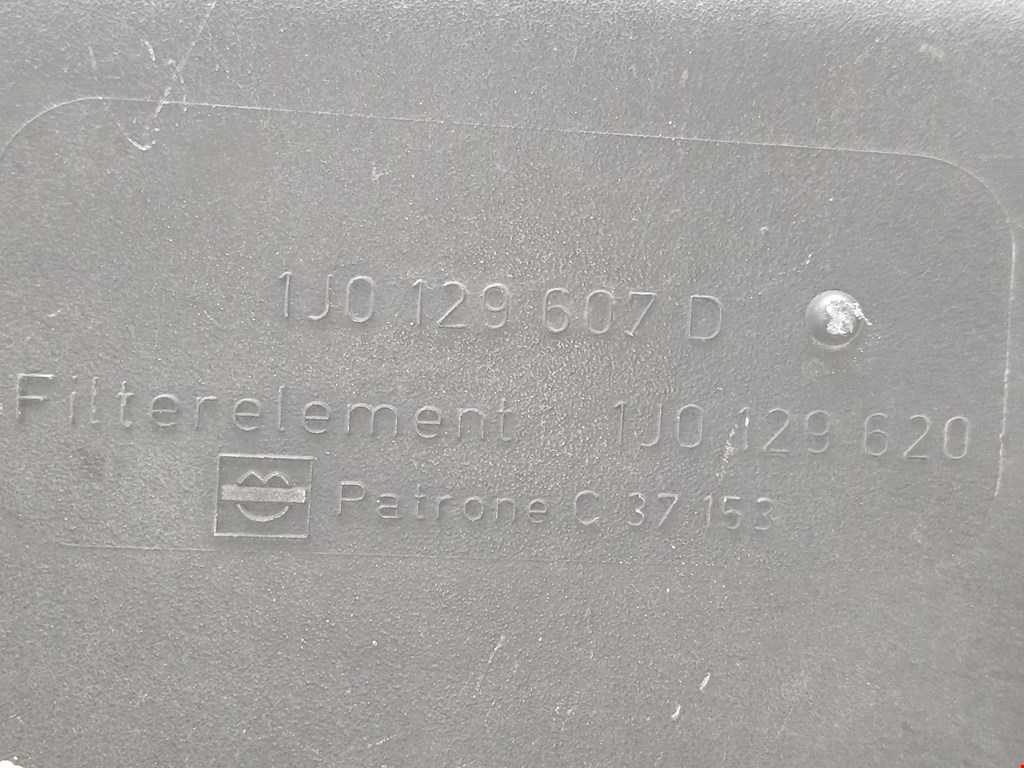 1J0 129 607 D
Filterelement 1J0 129 620
Patrone C 37 153